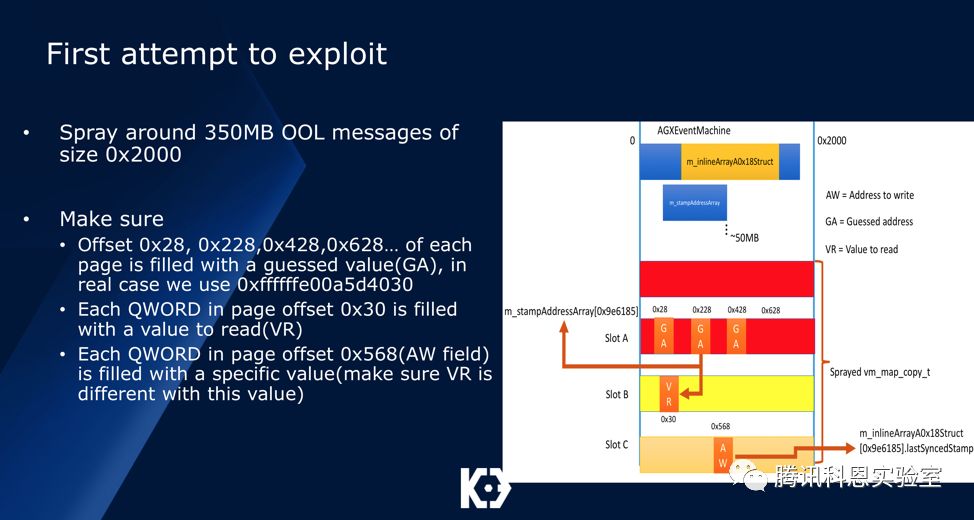 First attempt to exploit
• Spray around 350MB OOL messages of
size 0x2000
• Make sure
• Offset 0x28, 0x228,0x428,0x628... of each
page is filled with a guessed value(GA), in
real case we use 0xffffffe00a5d4030
• Each QWORD in page offset 0x30 is filled
with a value to read(VR)
• Each QWORD in page offset 0x568(AW field)
is filled with a specific value(make sure VR is
different with this value)
AGXEventMachine
0
0x2000
m_inlineArrayA0x18Struct
m_stampAddressArray
~50MB
AW = Address to write
GA = Guessed address
VR = Value to read
m_stampAddressArray[0x9e6185]
0x28
0x228
0x428
0x628
Slot A
G
A
G
A
G
A
Sprayed vm_map_copy_t
Slot B
V
R
0x30
0x568
Slot C
A
W
m_inlineArrayA0x18Struct
[0x9e6185].lastSyncedStamp
腾讯科恩实验室